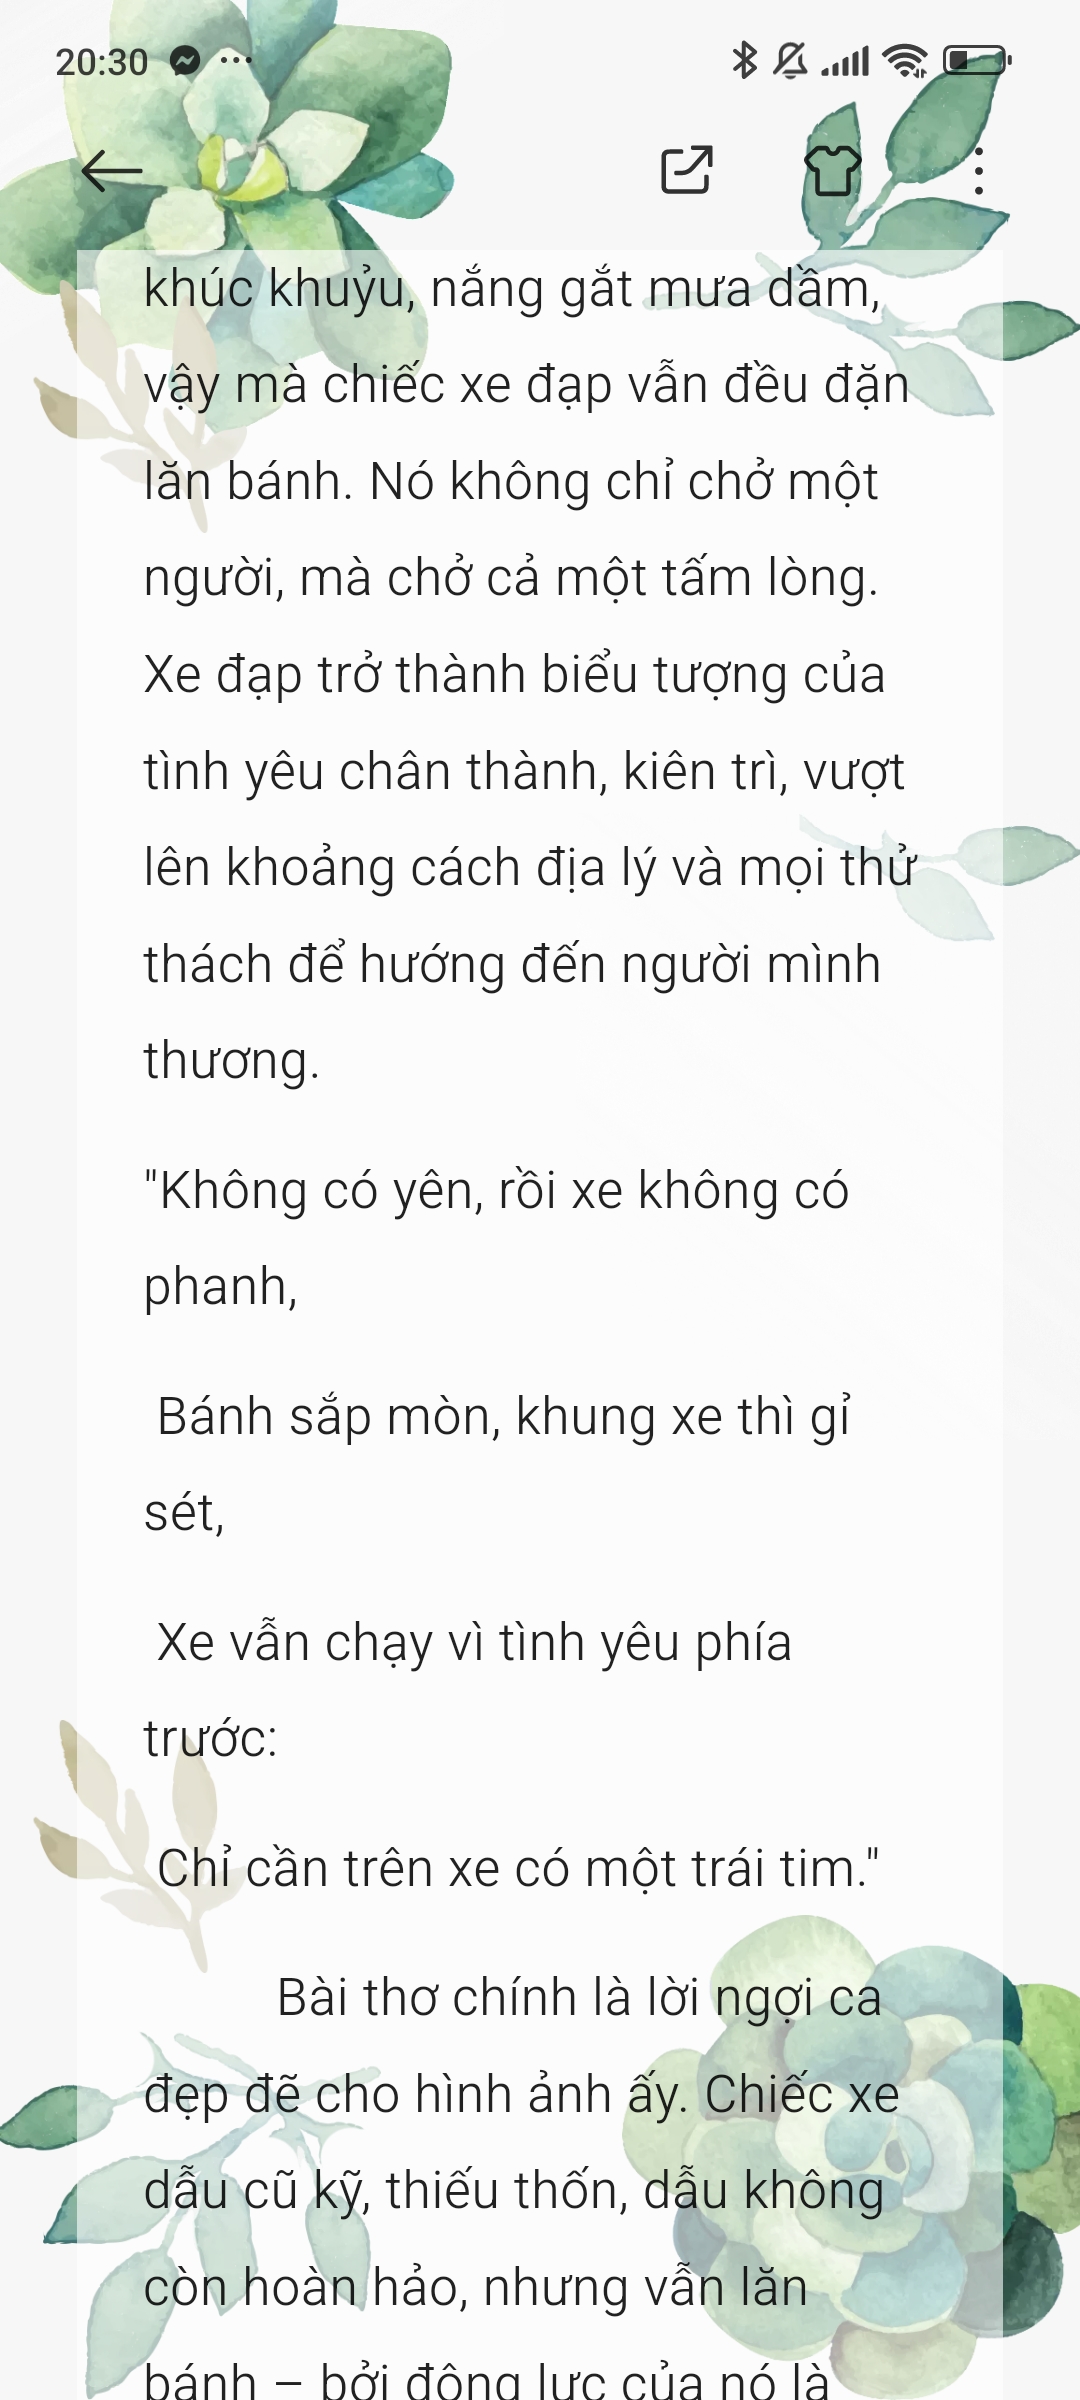 20:30
khúc khuỷu, nắng gắt mưa dầm,
vậy mà chiếc xe đạp vẫn đều đặn
lăn bánh. Nó không chỉ chở một
người, mà chở cả một tấm lòng.
Xe đạp trở thành biểu tượng của
tình yêu chân thành, kiên trì, vượt
lên khoảng cách địa lý và mọi thử
thách để hướng đến người mình
thương.
"Không có yên, rồi xe không có
phanh,
Bánh sắp mòn, khung xe thì gỉ
sét,
Xe vẫn chạy vì tình yêu phía
trước:
Chỉ cần trên xe có một trái tim."
Bài thơ chính là lời ngợi ca
đẹp đẽ cho hình ảnh ấy. Chiếc xe
dẫu cũ kỹ, thiếu thốn, dẫu không
còn hoàn hảo, nhưng vẫn lăn
bánh – bởi động lực của nó là